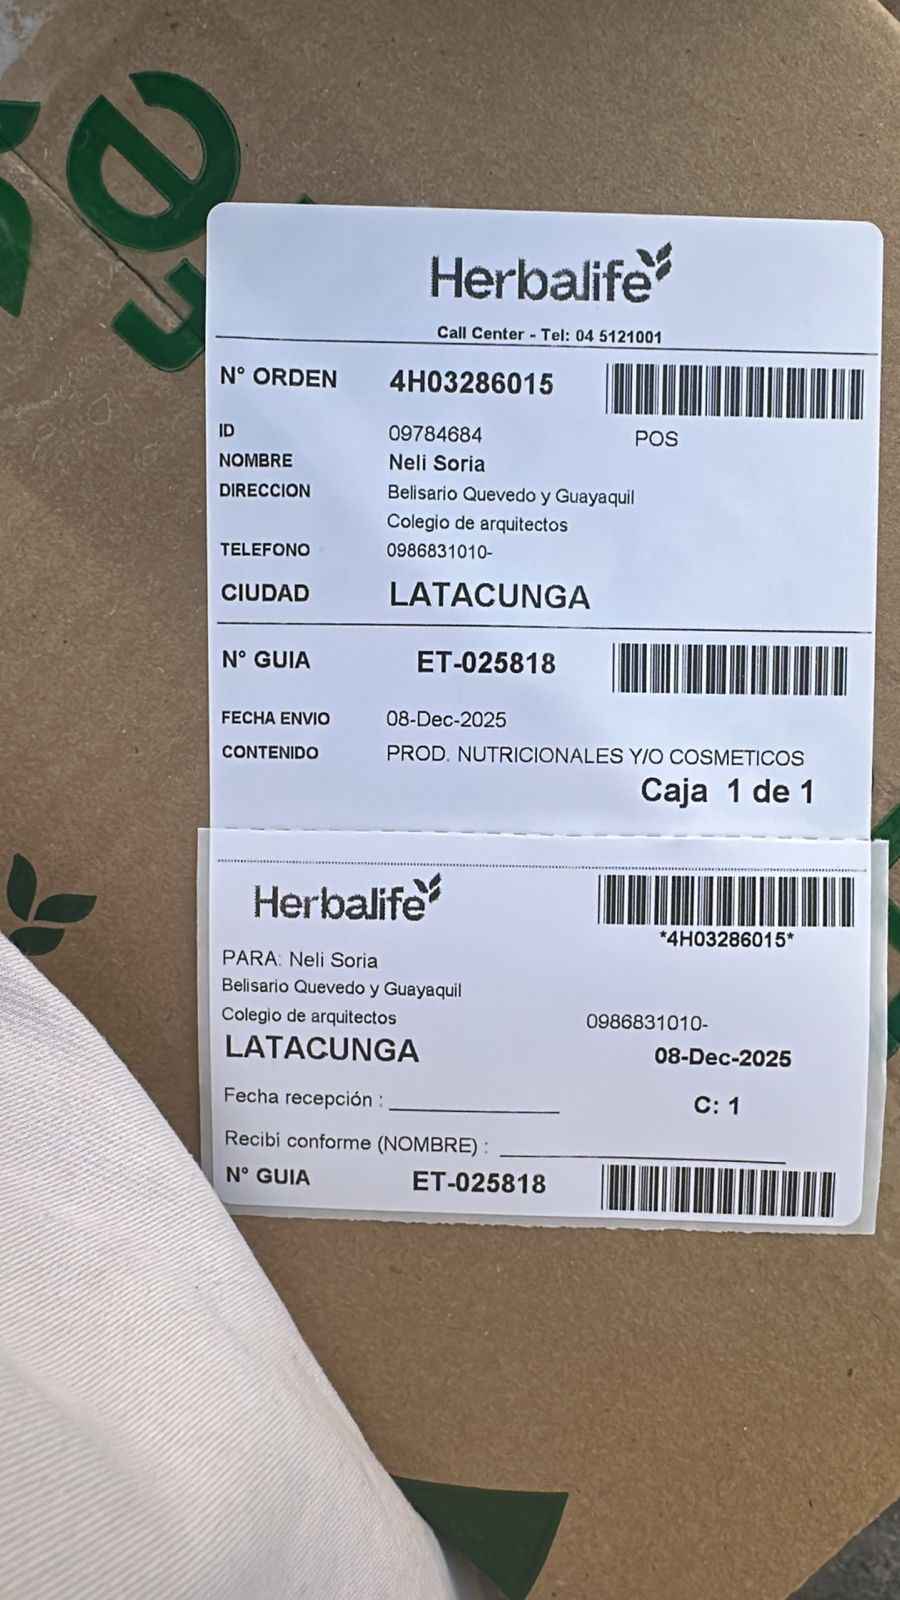 Herbalife
Call Center - Tel: 04 5121001
N° ORDEN 4H03286015
ID 09784684 POS
NOMBRE Neli Soria
DIRECCION Belisario Quevedo y Guayaquil
Colegio de arquitectos
TELEFONO 0986831010-
CIUDAD LATACUNGA
N° GUIA ET-025818
FECHA ENVIO 08-Dec-2025
CONTENIDO PROD. NUTRICIONALES Y/O COSMETICOS
Caja 1 de 1
Herbalife
*4H03286015*
PARA: Neli Soria
Belisario Quevedo y Guayaquil
Colegio de arquitectos 0986831010-
LATACUNGA 08-Dec-2025
Fecha recepción : C: 1
Recibi conforme (NOMBRE) :
N° GUIA ET-025818